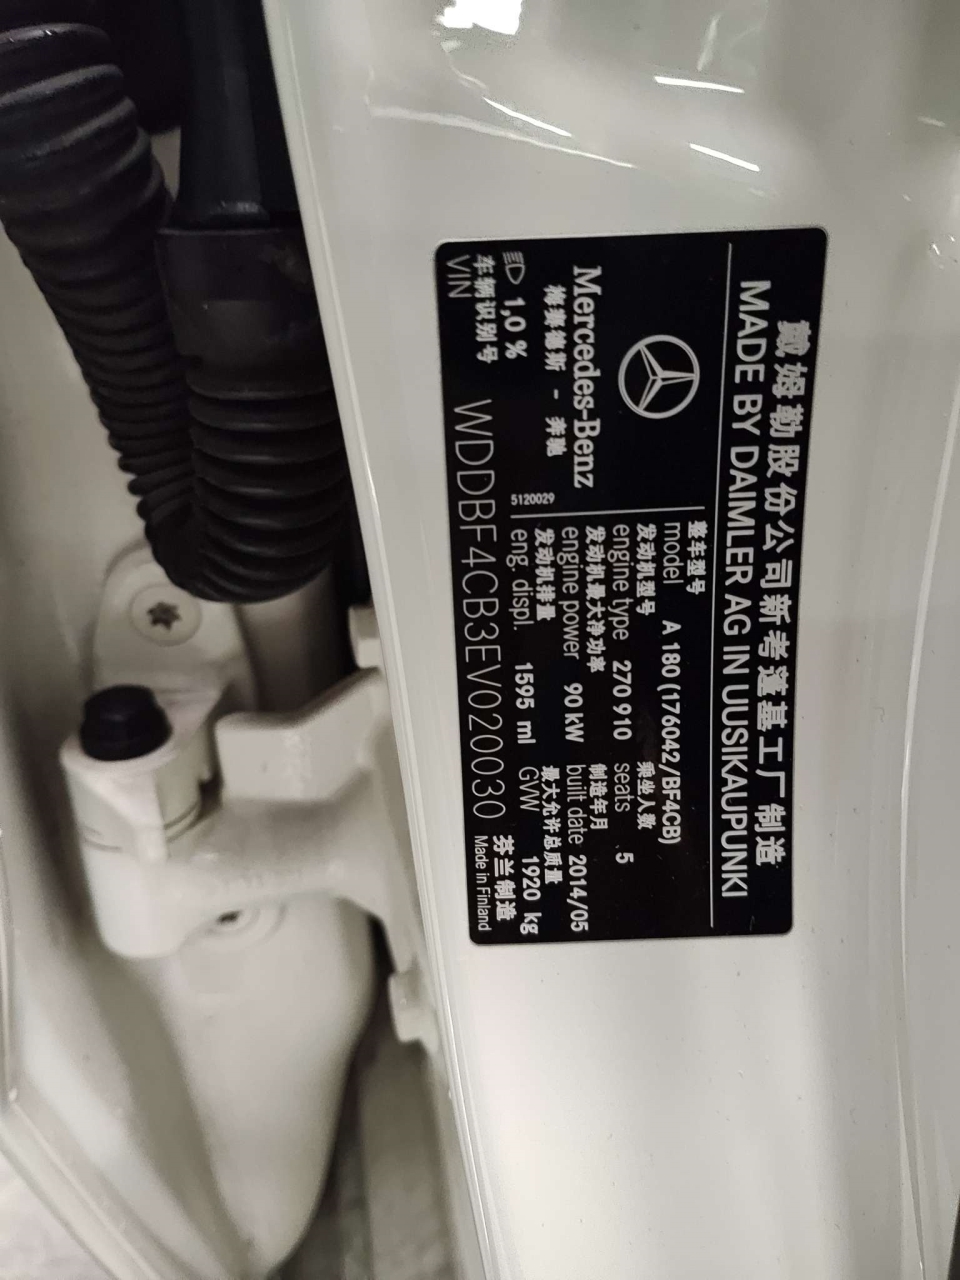 戴姆勒股份公司新考蓬基工厂制造
MADE BY DAIMLER AG IN UUSIKAUPUNKI
Mercedes-Benz
梅赛德斯 - 奔驰
1,0 %
5120029
整车型号
model A 180 (176042/BF4CB)
发动机型号 乘坐人数
engine type 270 910 seats 5
发动机最大净功率 制造年月
engine power 90 kW built date 2014/05
发动机排量 最大允许总质量
eng. displ. 1595 ml GVW 1920 kg
车辆识别号 芬兰制造
VIN WDDBF4CB3EV020030 Made in Finland